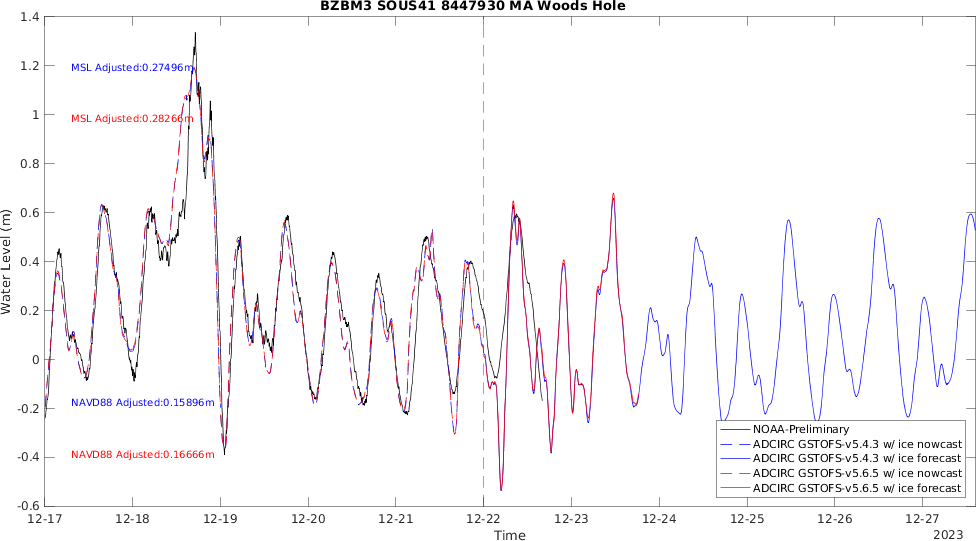 BZBM3 SOUS41 8447930 MA Woods Hole
1.4
1.2
1
0.8
0.6
0.4
0.2
0
-0.2
-0.4
-0.6
Water Level (m)
MSL Adjusted:0.27496m
MSL Adjusted:0.28266m
NAVD88 Adjusted:0.15896m
NAVD88 Adjusted:0.16666m
NOAA-Preliminary
ADCIRC GSTOFS-v5.4.3 w/ ice nowcast
ADCIRC GSTOFS-v5.4.3 w/ ice forecast
ADCIRC GSTOFS-v5.6.5 w/ ice nowcast
ADCIRC GSTOFS-v5.6.5 w/ ice forecast
12-17 12-18 12-19 12-20 12-21 12-22 12-23 12-24 12-25 12-26 12-27
Time
2023